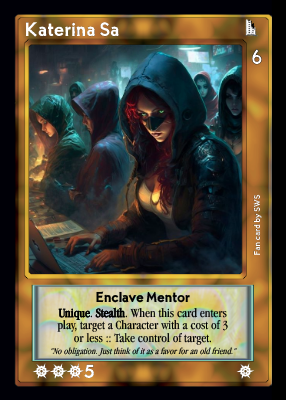 Katerina Sa
6
Fan card by SWS
Enclave Mentor
Unique. Stealth. When this card enters
play, target a Character with a cost of 3
or less :: Take control of target.
"No obligation. Just think of it as a favor for an old friend."
5